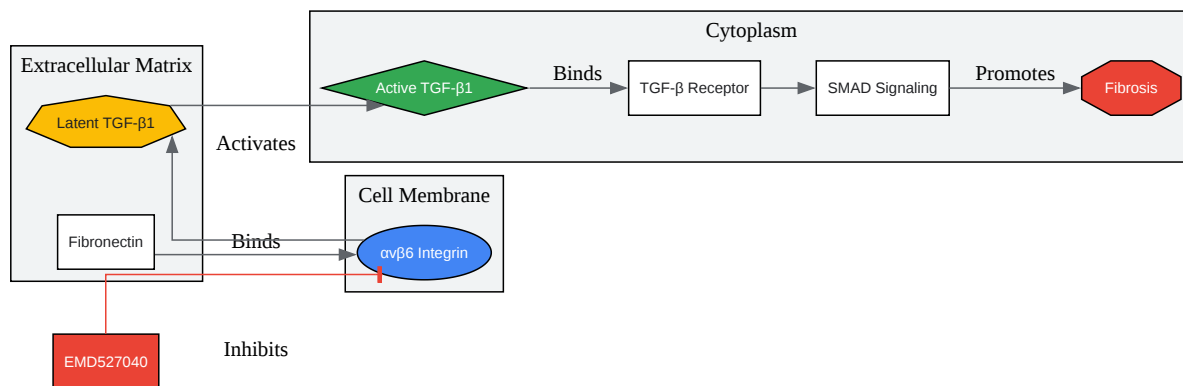 Cytoplasm
Extracellular Matrix
Active TGF-β1
Binds
TGF-β Receptor
SMAD Signaling
Promotes
Fibrosis
Latent TGF-β1
Activates
Cell Membrane
Fibronectin
Binds
αvβ6 Integrin
Inhibits
EMD527040